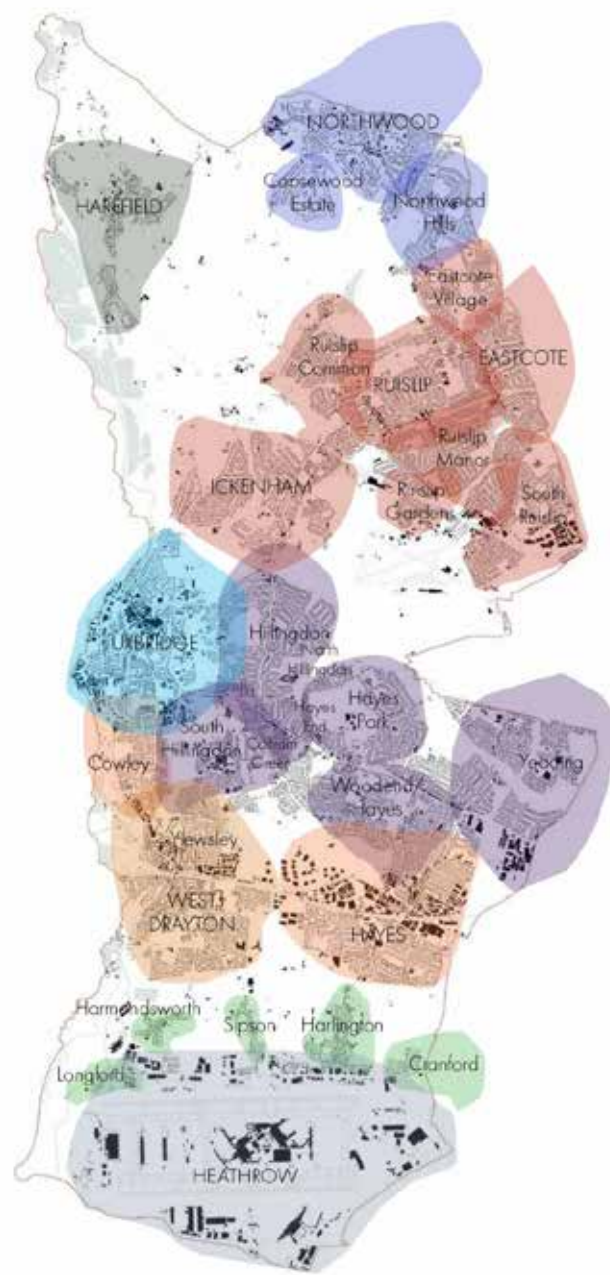 NORTHWOOD
Copsewood
Estate
Northwood
Hills
HAREFIELD
Eastcote
Village
Ruislip
Common
EASTCOTE
RUISLIP
Ruislip
Manor
ICKENHAM
Ruislip
Gardens
South
Ruislip
UXBRIDGE
Hillingdon
North
Hillingdon
Hayes
End
Hayes
Park
South
Hillingdon
Colham
Green
Cowley
Yeading
Woodend/
Hayes
Yiewsley
WEST
DRAYTON
HAYES
Harmondsworth
Sipson
Harlington
Longford
Cranford
HEATHROW